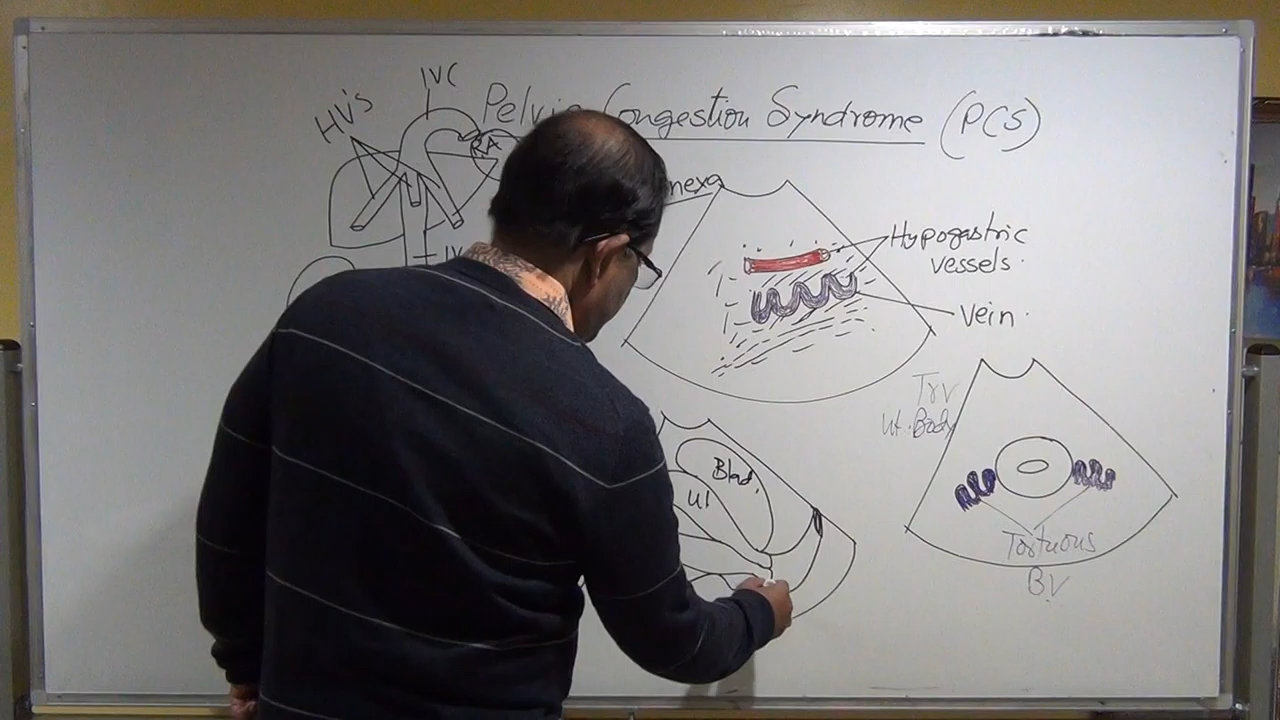 IVC
HV's
Pelvic Congestion Syndrome (PCS)
RA
nexa
Hypogastric
vessels.
Vein.
Trv
Ut. Body
Blad.
Ut
Tortuous
BV